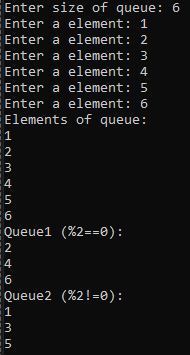 Enter size of queue: 6
Enter a element: 1
Enter a element: 2
Enter a element: 3
Enter a element: 4
Enter a element: 5
Enter a element: 6
Elements of queue:
1
2
3
4
5
6
Queue1 (%2==0):
2
4
6
Queue2 (%2!=0):
1
3
5